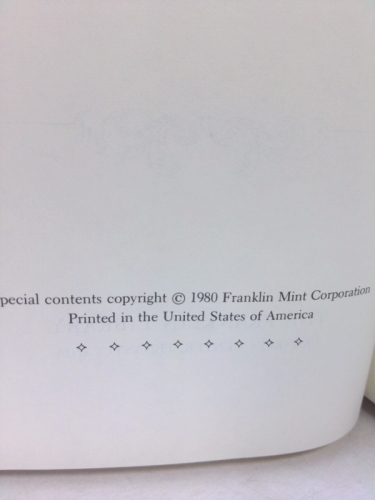 pecial contents copyright © 1980 Franklin Mint Corporation
Printed in the United States of America